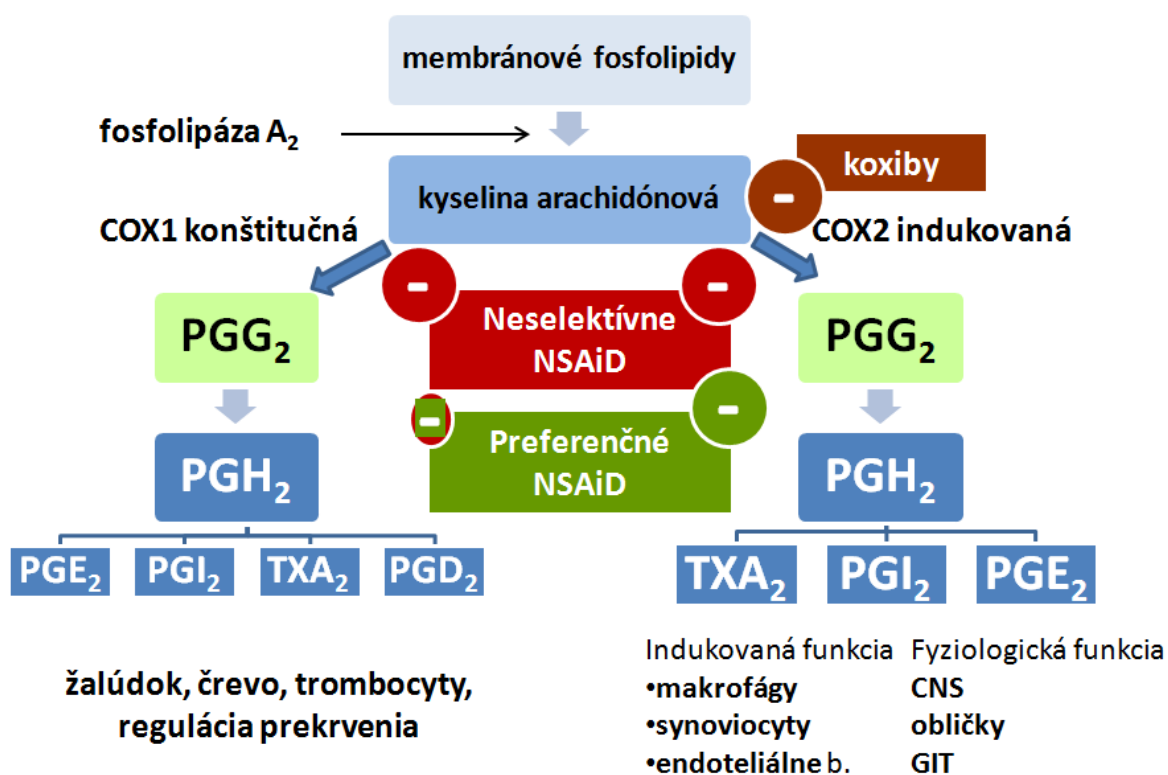 membránové fosfolipidy
fosfolipáza A₂
koxiby
-
kyselina arachidónová
COX1 konštitučná
COX2 indukovaná
-
-
Neselektívne
NSAiD
PGG₂
PGG₂
-
-
Preferenčné
NSAiD
PGH₂
PGH₂
PGE₂ PGI₂ TXA₂ PGD₂
TXA₂ PGI₂ PGE₂
žalúdok, črevo, trombocyty,
regulácia prekrvenia
Indukovaná funkcia
•makrofágy
•synoviocyty
•endoteliálne b.
Fyziologická funkcia
CNS
obličky
GIT